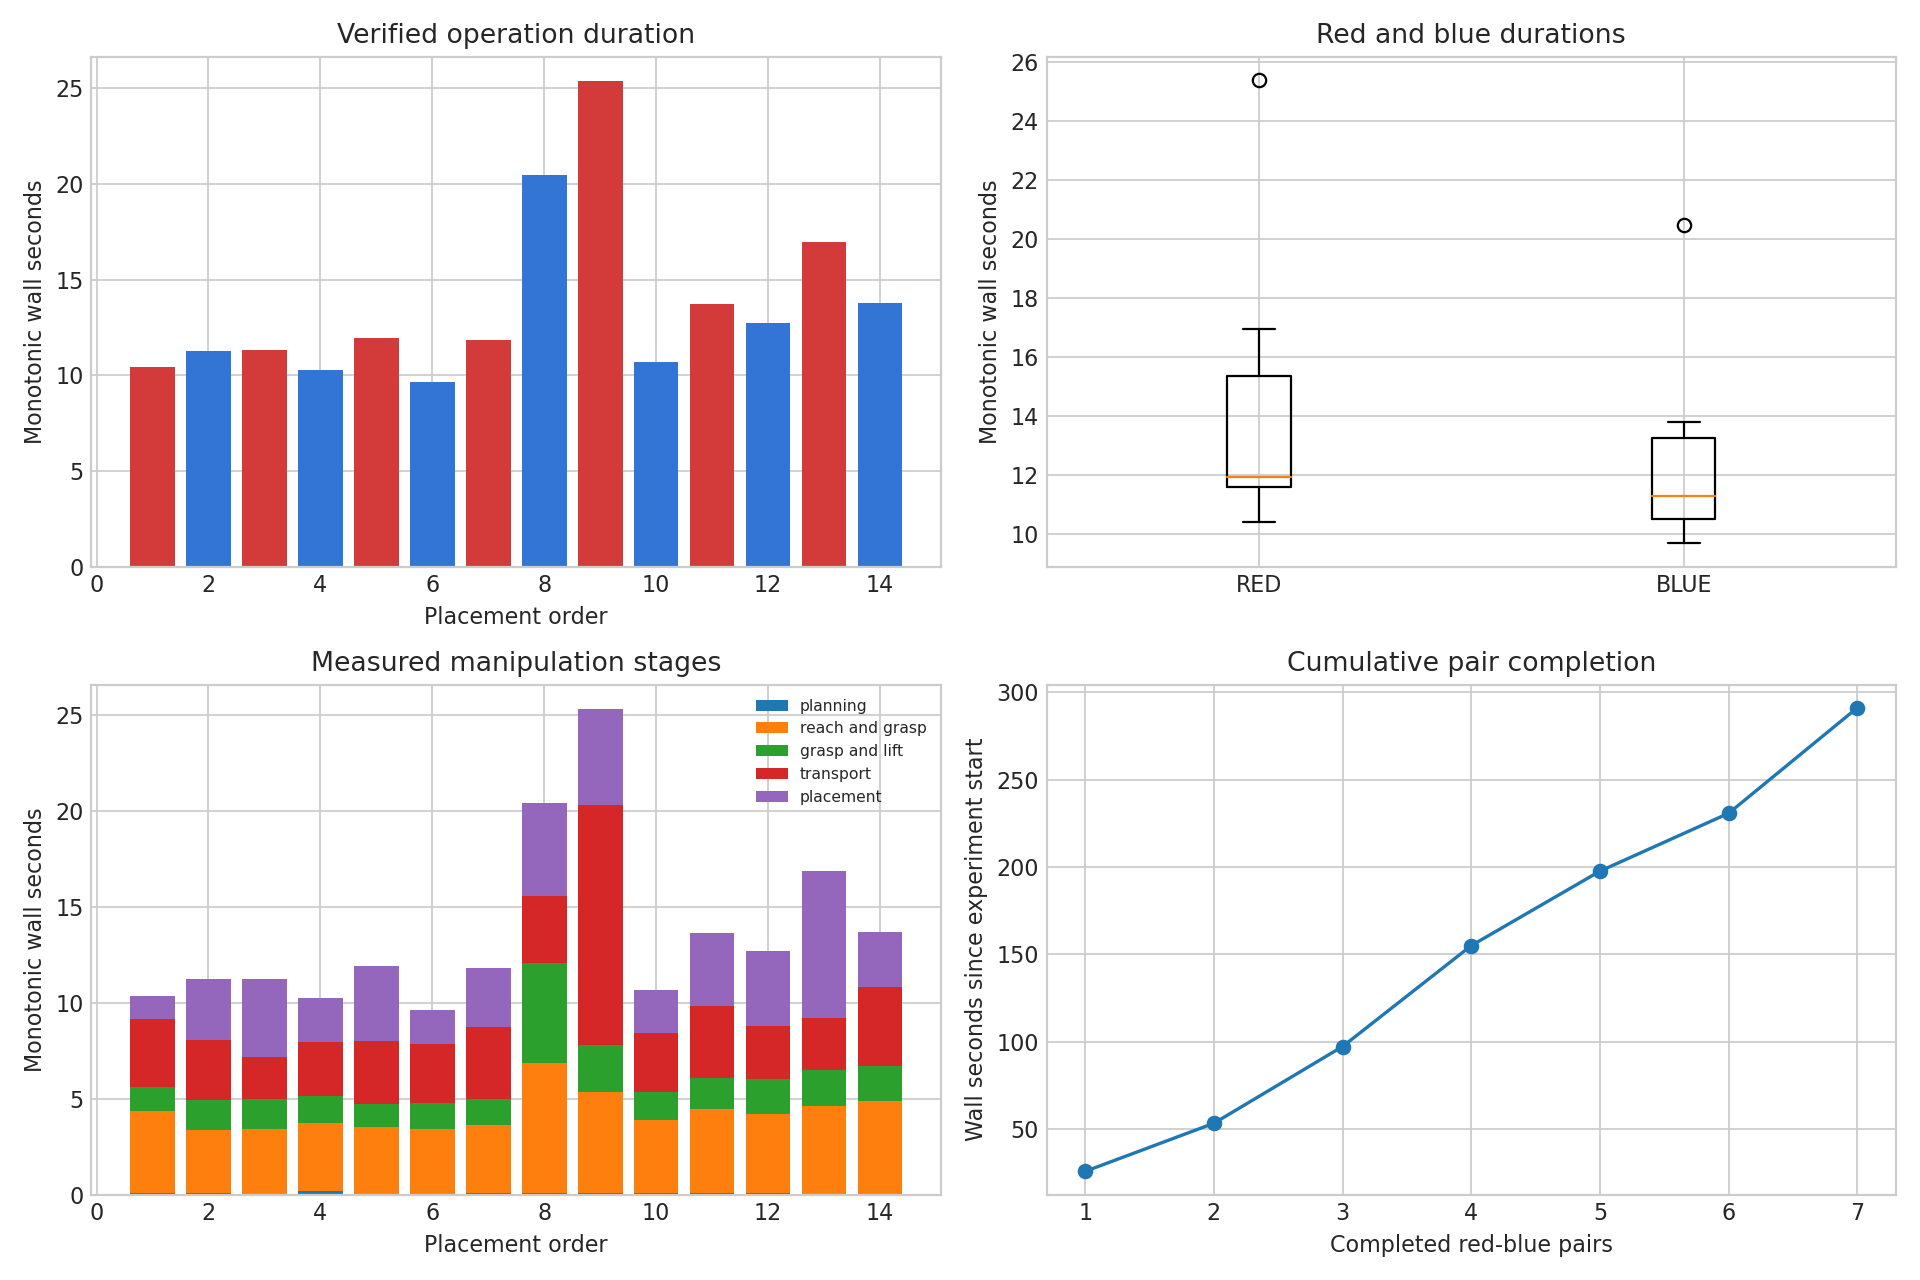 Verified operation duration
Monotonic wall seconds
25
20
15
10
5
0
0 2 4 6 8 10 12 14
Placement order
Red and blue durations
Monotonic wall seconds
26
24
22
20
18
16
14
12
10
RED BLUE
Measured manipulation stages
Monotonic wall seconds
25
20
15
10
5
0
planning
reach and grasp
grasp and lift
transport
placement
0 2 4 6 8 10 12 14
Placement order
Cumulative pair completion
Wall seconds since experiment start
300
250
200
150
100
50
1 2 3 4 5 6 7
Completed red-blue pairs